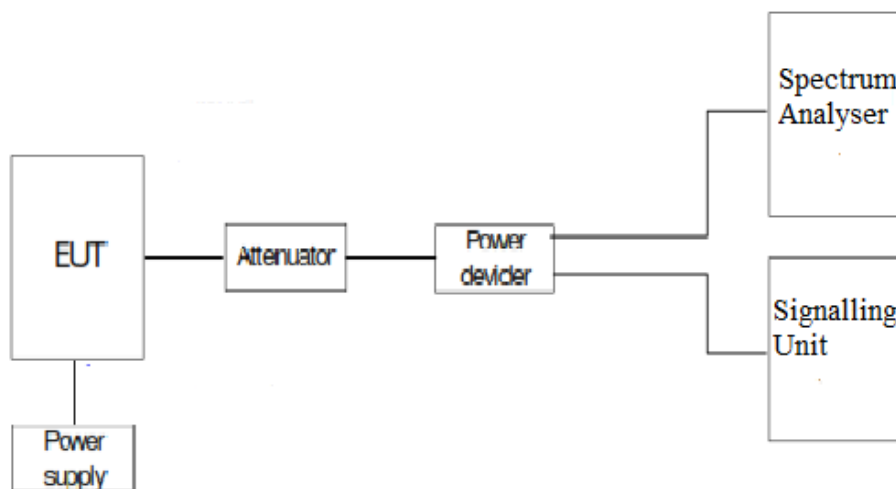 Spectrum
Analyser
EUT
Attenuator
Power
devider
Signalling
Unit
Power
supply